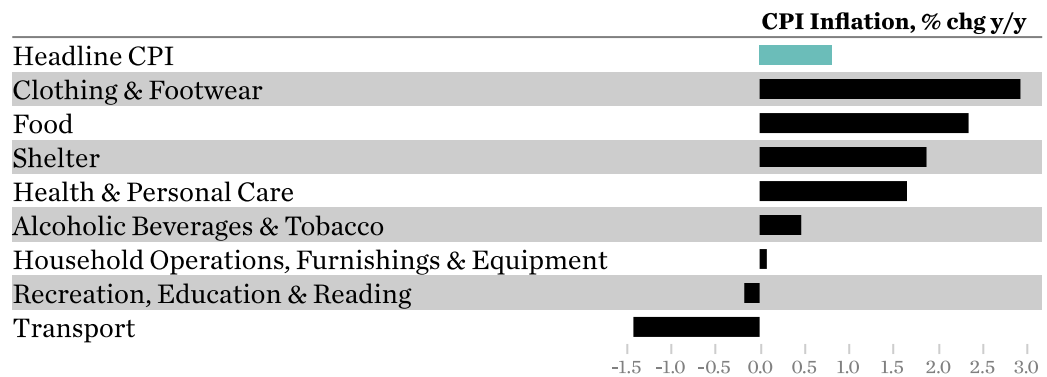 CPI Inflation, % chg y/y
Headline CPI
Clothing & Footwear
Food
Shelter
Health & Personal Care
Alcoholic Beverages & Tobacco
Household Operations, Furnishings & Equipment
Recreation, Education & Reading
Transport
-1.5 -1.0 -0.5 0.0 0.5 1.0 1.5 2.0 2.5 3.0